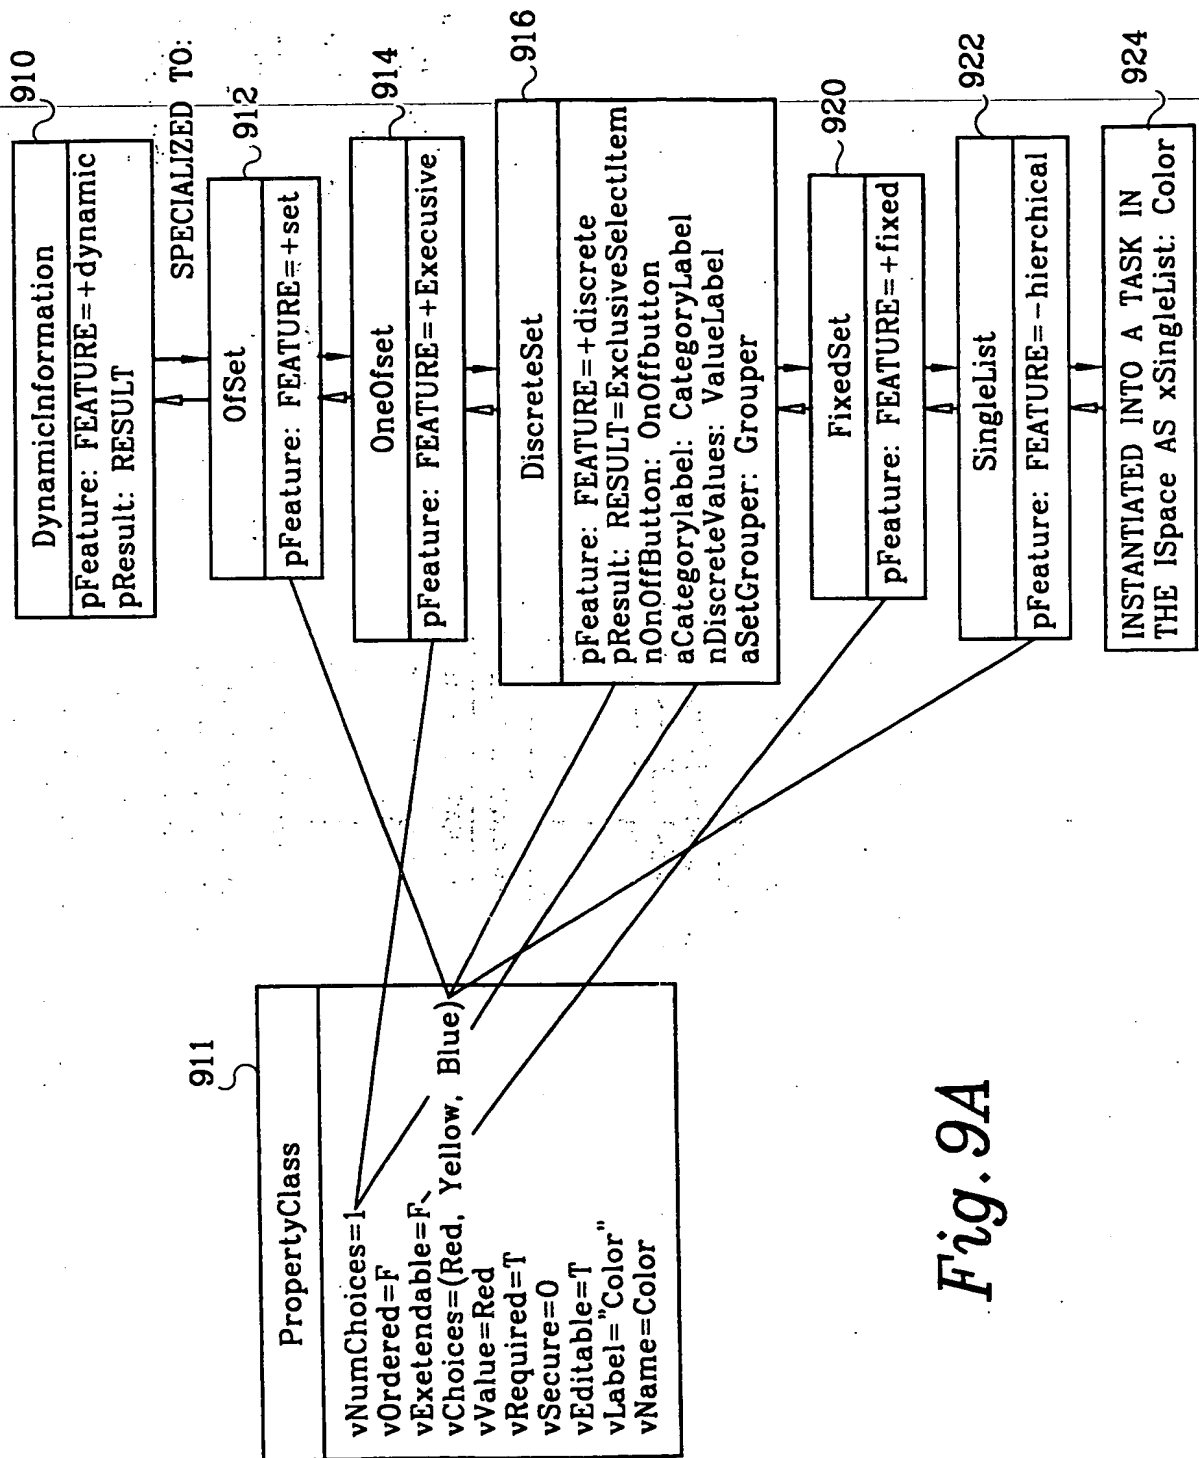 910
DynamicInformation
pFeature: FEATURE=+dynamic
pResult: RESULT
SPECIALIZED TO:
912
OfSet
pFeature: FEATURE=+set
914
OneOfset
pFeature: FEATURE=+Execusive
916
DiscreteSet
pFeature: FEATURE=+discrete
pResult: RESULT=ExclusiveSelectItem
nOnOffButton: OnOffbutton
aCategorylabel: CategoryLabel
nDiscreteValues: ValueLabel
aSetGrouper: Grouper
920
FixedSet
pFeature: FEATURE=+fixed
922
SingleList
pFeature: FEATURE=-hierchical
924
INSTANTIATED INTO A TASK IN
THE ISpace AS xSingleList: Color
911
PropertyClass
vNumChoices=1
vOrdered=F
vExetendable=F
vChoices=(Red, Yellow, Blue)
vValue=Red
vRequired=T
vSecure=0
vEditable=T
vLabel="Color"
vName=Color
Fig.9A